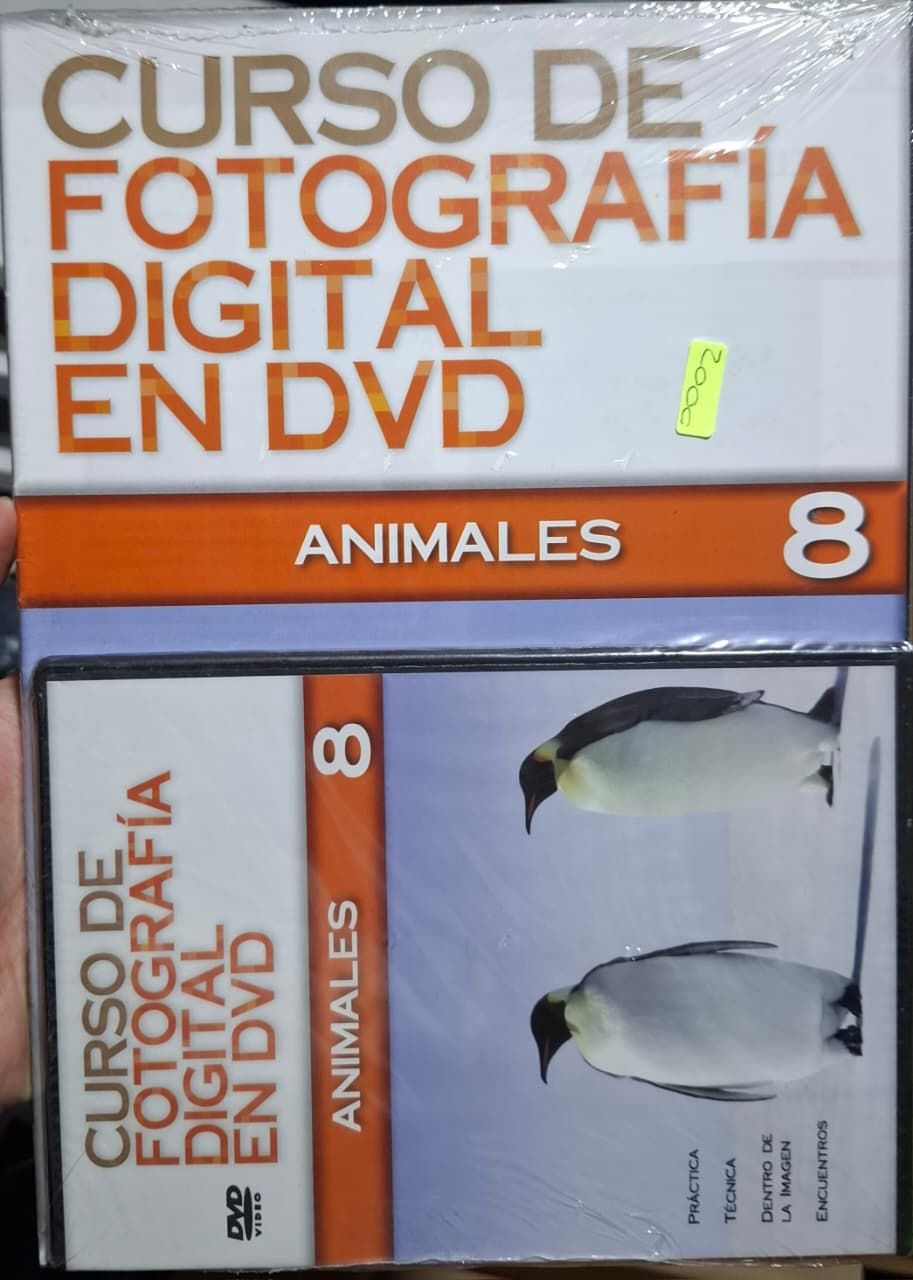 CURSO DE
FOTOGRAFÍA
DIGITAL
EN DVD
2000
ANIMALES
8
CURSO DE
FOTOGRAFÍA
DIGITAL
EN DVD
DVD
VIDEO
ANIMALES
8
PRÁCTICA
TÉCNICA
DENTRO DE
LA IMAGEN
ENCUENTROS